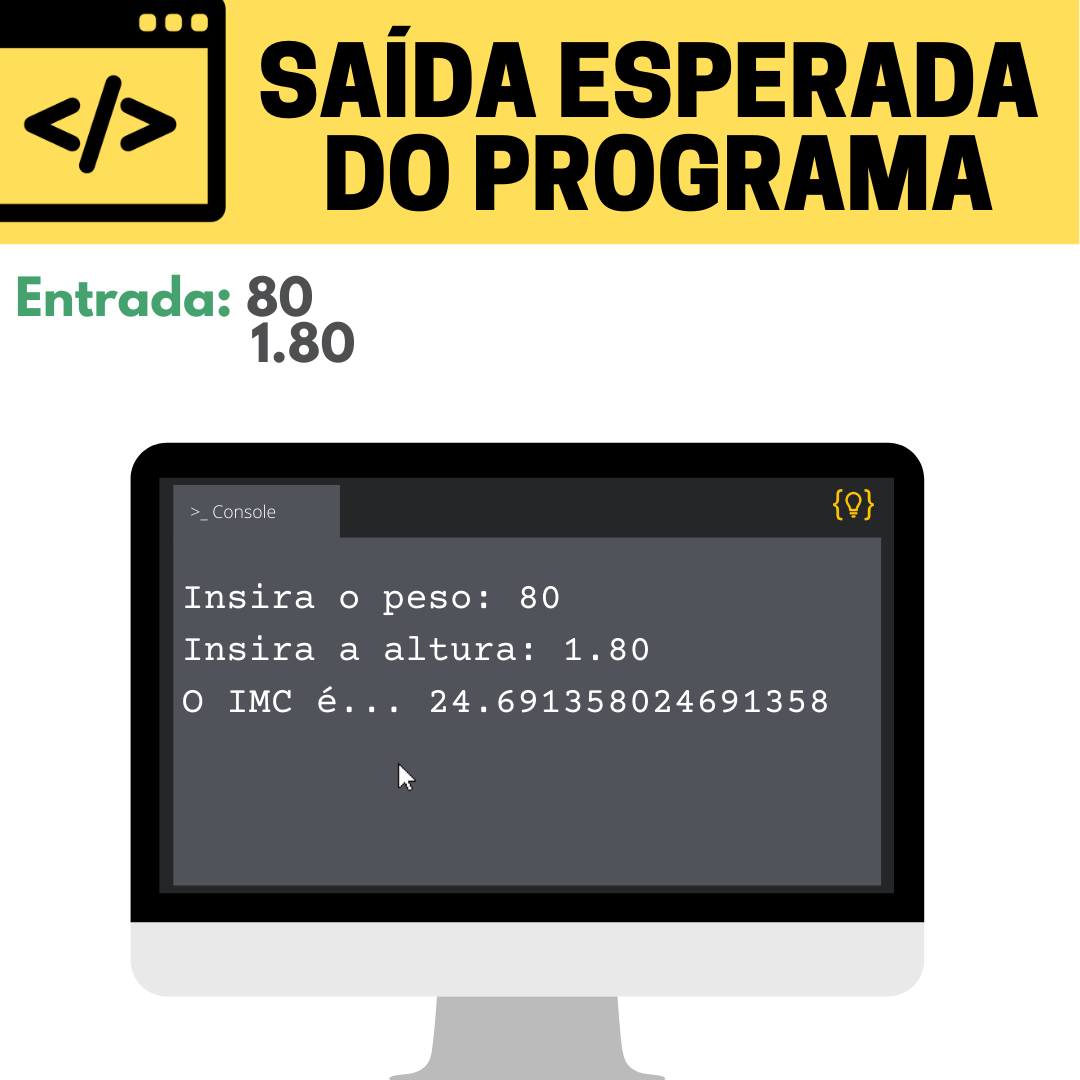 </>
SAÍDA ESPERADA
DO PROGRAMA
Entrada: 80
1.80
>_ Console
Insira o peso: 80
Insira a altura: 1.80
O IMC é... 24.691358024691358